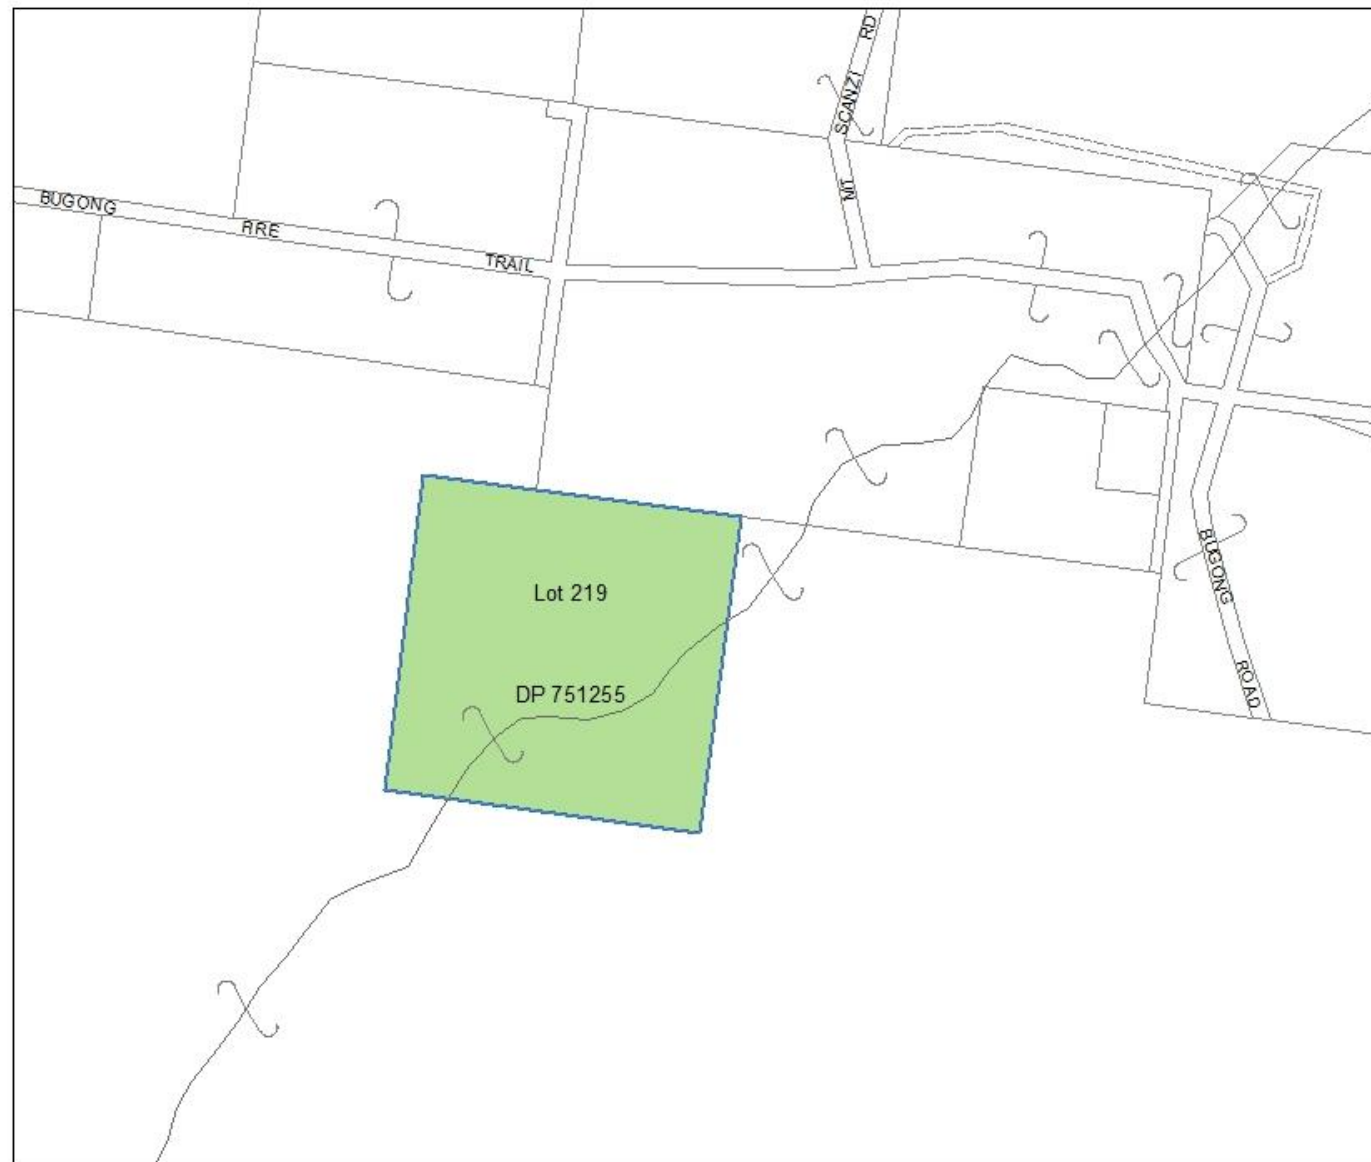 SCANZI RD
MT
BUGONG FIRE TRAIL
Lot 219
DP 751255
BUGONG ROAD